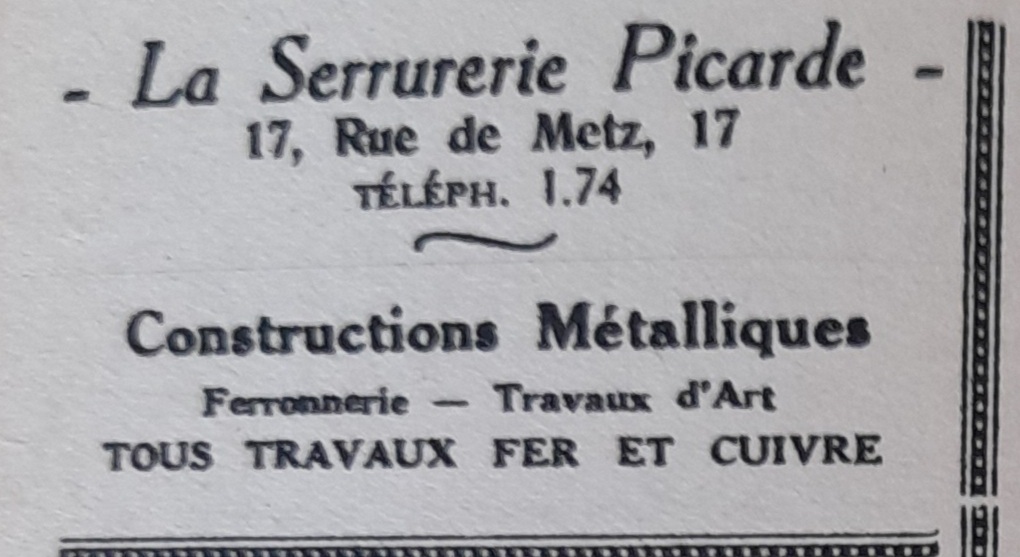 - La Serrurerie Picarde -
17, Rue de Metz, 17
TÉLÉPH. 1.74
Constructions Métalliques
Ferronnerie — Travaux d'Art
TOUS TRAVAUX FER ET CUIVRE